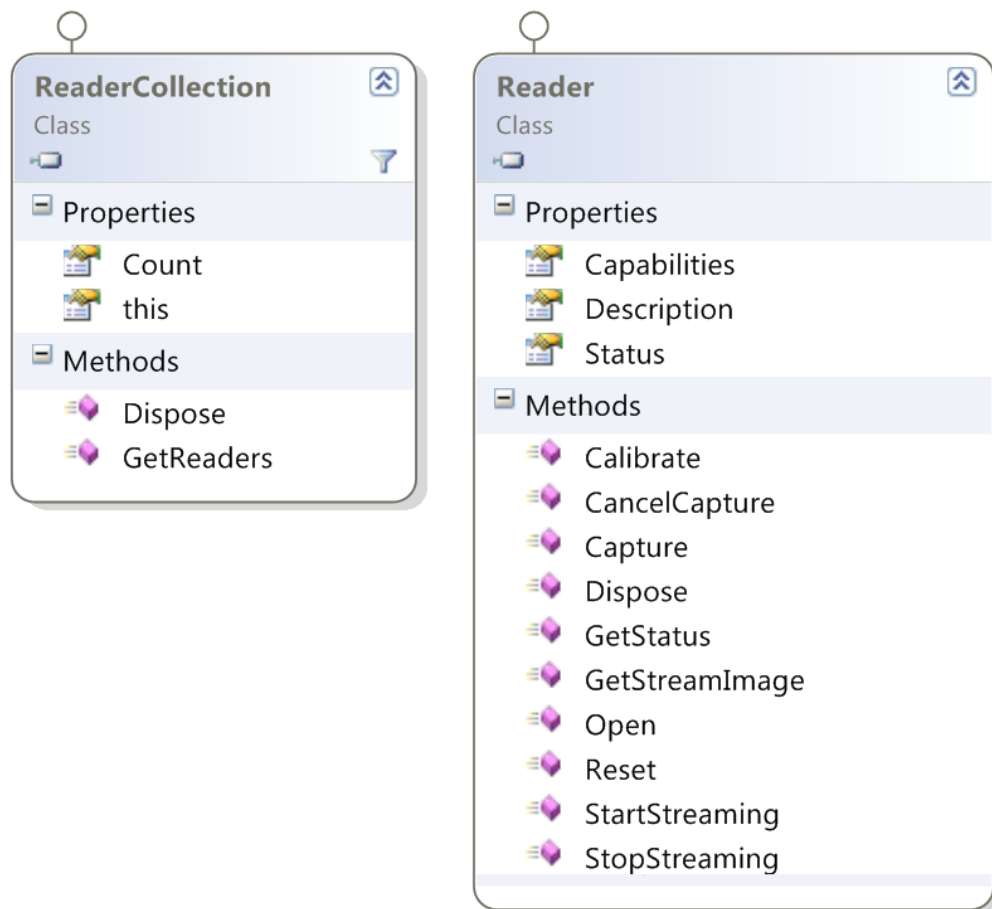 ReaderCollection
Class
Properties
Count
this
Methods
Dispose
GetReaders
Reader
Class
Properties
Capabilities
Description
Status
Methods
Calibrate
CancelCapture
Capture
Dispose
GetStatus
GetStreamImage
Open
Reset
StartStreaming
StopStreaming